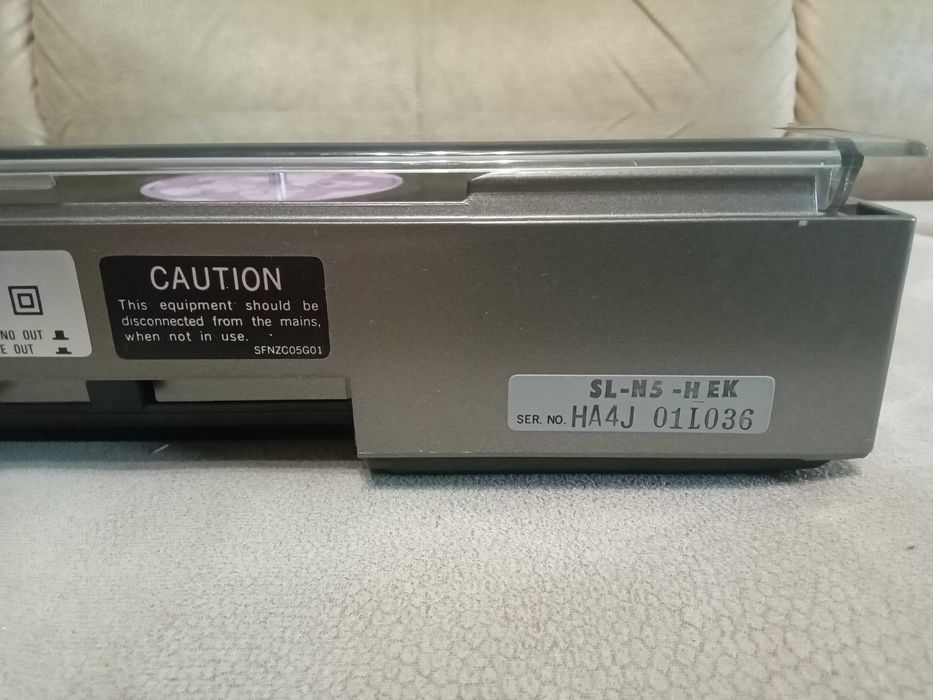 NO OUT
E OUT
CAUTION
This equipment should be
disconnected from the mains,
when not in use.
SFNZC05G01
SL-N5-H EK
SER. NO. HA4J 01L036